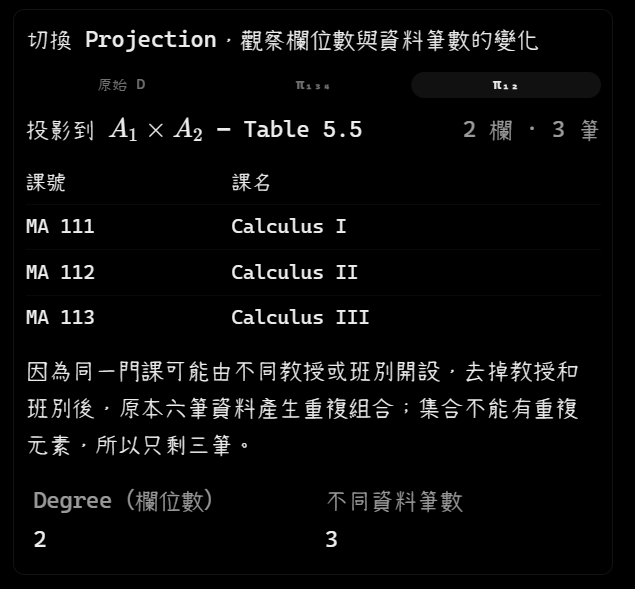 切換 Projection，觀察欄位數與資料筆數的變化
原始 D π₁₃₄ π₁₂
投影到 A₁ × A₂ — Table 5.5 2 欄 · 3 筆
課號 課名
MA 111 Calculus I
MA 112 Calculus II
MA 113 Calculus III
因為同一門課可能由不同教授或班別開設，去掉教授和
班別後，原本六筆資料產生重複組合；集合不能有重複
元素，所以只剩三筆。
Degree（欄位數） 不同資料筆數
2 3